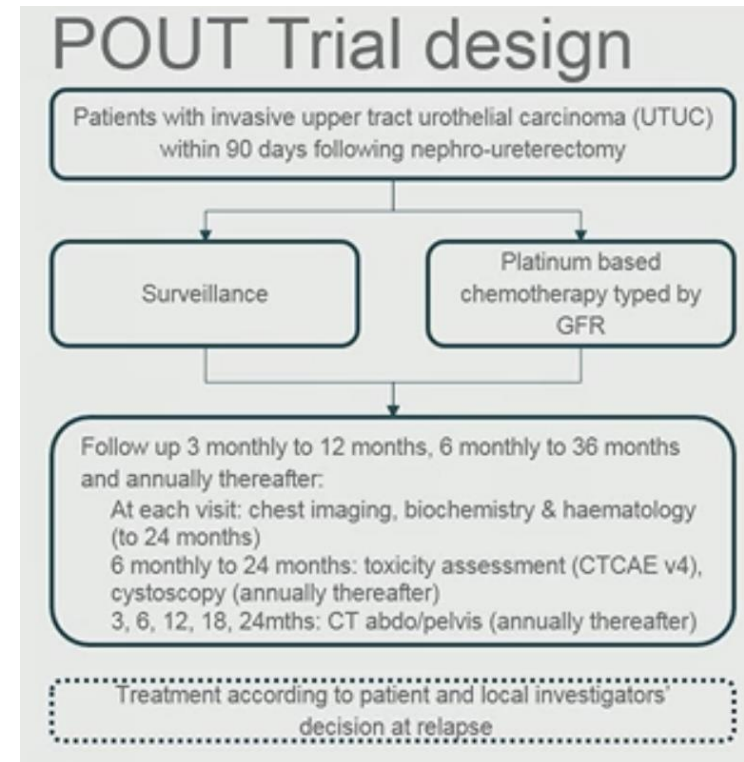 POUT Trial design
Patients with invasive upper tract urothelial carcinoma (UTUC)
within 90 days following nephro-ureterectomy
Surveillance
Platinum based
chemotherapy typed by
GFR
Follow up 3 monthly to 12 months, 6 monthly to 36 months
and annually thereafter:
At each visit: chest imaging, biochemistry & haematology
(to 24 months)
6 monthly to 24 months: toxicity assessment (CTCAE v4),
cystoscopy (annually thereafter)
3, 6, 12, 18, 24mths: CT abdo/pelvis (annually thereafter)
Treatment according to patient and local investigators'
decision at relapse